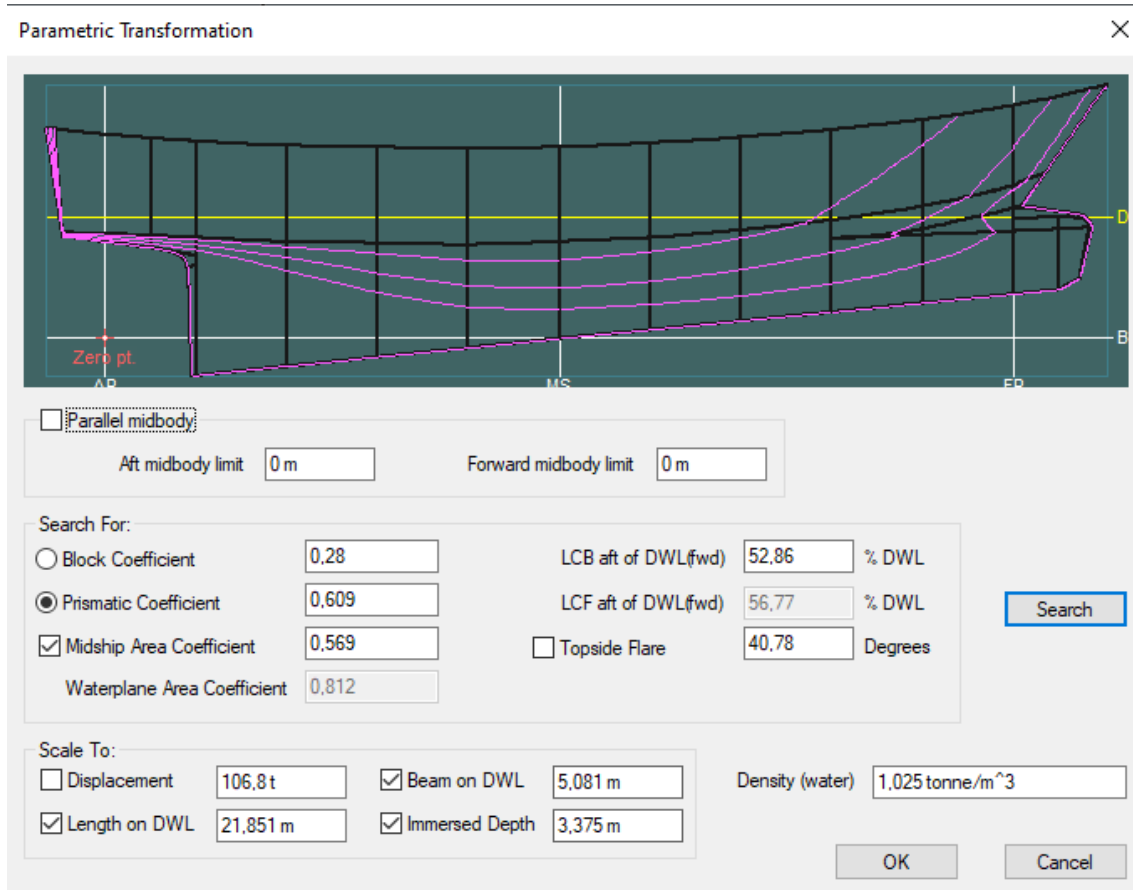 Parametric Transformation
D
B
Zero pt.
AP MS FP
Parallel midbody
Aft midbody limit 0 m Forward midbody limit 0 m
Search For:
Block Coefficient 0,28 LCB aft of DWL(fwd) 52,86 % DWL
Prismatic Coefficient 0,609 LCF aft of DWL(fwd) 56,77 % DWL
Search
Midship Area Coefficient 0,569 Topside Flare 40,78 Degrees
Waterplane Area Coefficient 0,812
Scale To:
Displacement 106,8 t Beam on DWL 5,081 m Density (water) 1,025 tonne/m^3
Length on DWL 21,851 m Immersed Depth 3,375 m
OK Cancel